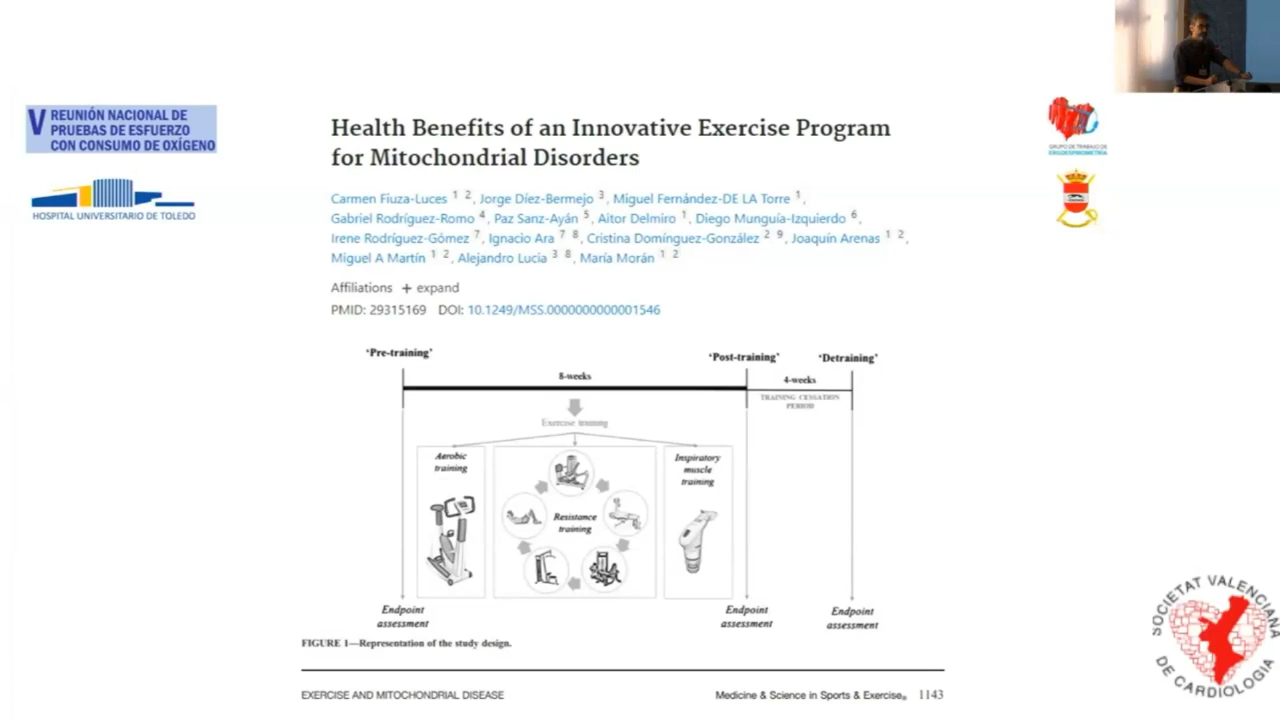 V REUNIÓN NACIONAL DE
PRUEBAS DE ESFUERZO
CON CONSUMO DE OXÍGENO
HOSPITAL UNIVERSITARIO DE TOLEDO
Health Benefits of an Innovative Exercise Program
for Mitochondrial Disorders
Carmen Fiuza-Luces 1 2, Jorge Díez-Bermejo 3, Miguel Fernández-DE LA Torre 1,
Gabriel Rodríguez-Romo 4, Paz Sanz-Ayán 5, Aitor Delmiro 1, Diego Munguía-Izquierdo 6,
Irene Rodríguez-Gómez 7, Ignacio Ara 7 8, Cristina Domínguez-González 2 9, Joaquín Arenas 1 2,
Miguel A Martín 1 2, Alejandro Lucia 3 8, María Morán 1 2
Affiliations + expand
PMID: 29315169 DOI: 10.1249/MSS.0000000000001546
GRUPO DE TRABAJO DE
ERGOESPIROMETRÍA
'Pre-training'
'Post-training'
'Detraining'
8-weeks
4-weeks
TRAINING CESSATION
PERIOD
Exercise training
Aerobic
training
Resistance
training
Inspiratory
muscle
training
Endpoint
assessment
Endpoint
assessment
Endpoint
assessment
FIGURE 1—Representation of the study design.
EXERCISE AND MITOCHONDRIAL DISEASE
Medicine & Science in Sports & Exercise® 1143
SOCIETAT VALENCIANA
DE CARDIOLOGIA